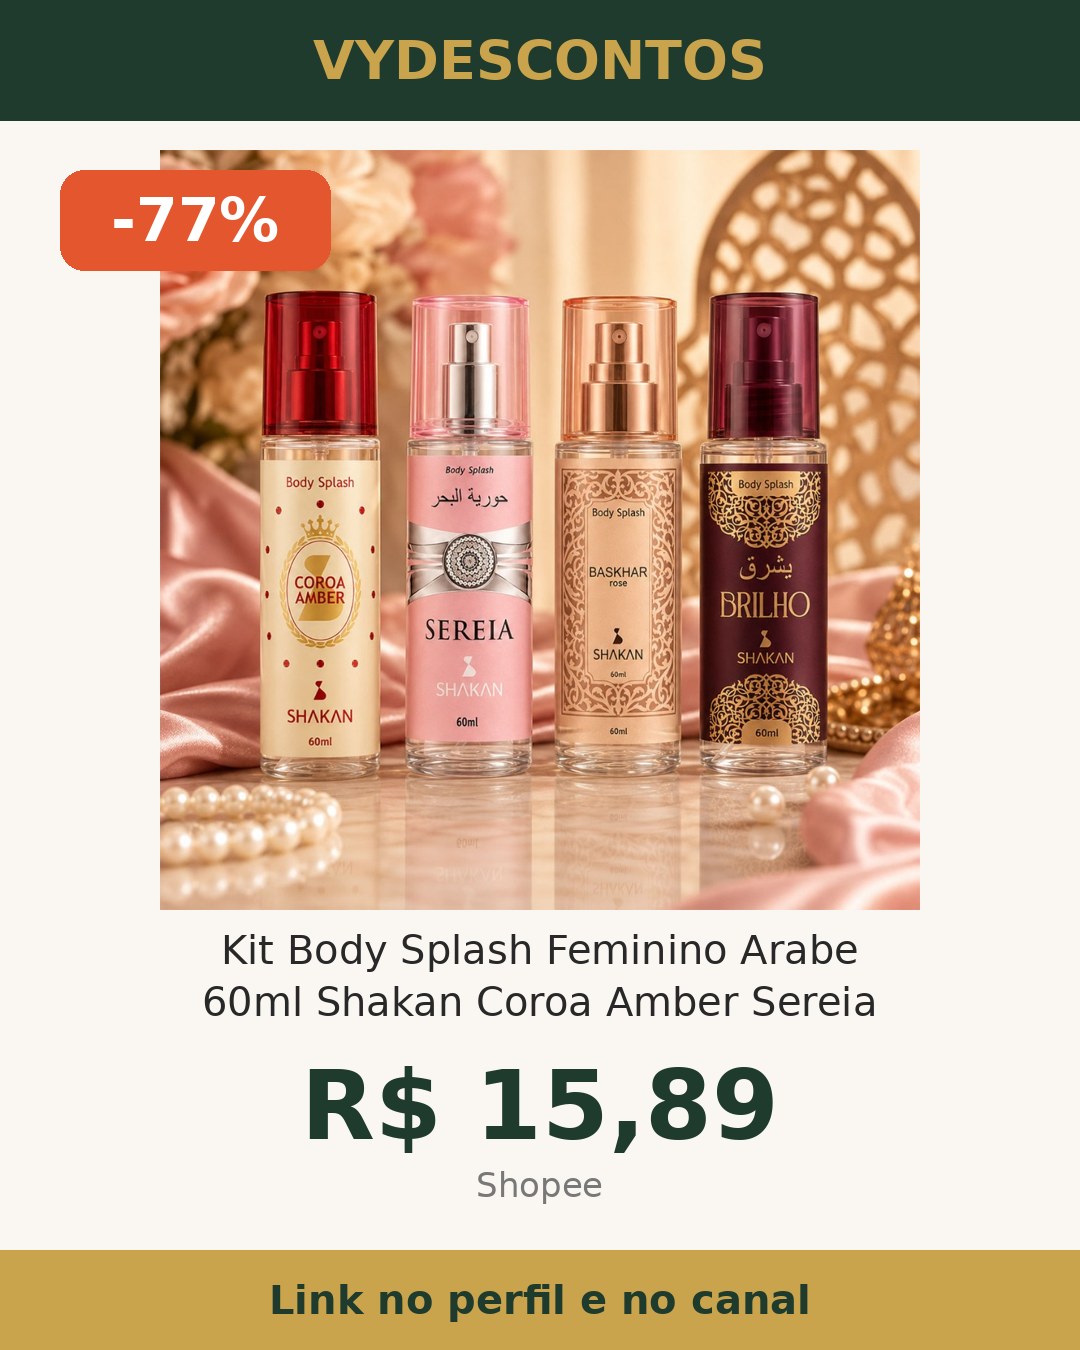 VYDESCONTOS
-77%
Body Splash
COROA
AMBER
SHAKAN
60ml
Body Splash
حورية البحر
SEREIA
SHAKAN
60ml
Body Splash
BASKHAR
rose
SHAKAN
60ml
60ml
Body Splash
يشرق
BRILHO
SHAKAN
60ml
Kit Body Splash Feminino Arabe
60ml Shakan Coroa Amber Sereia
R$ 15,89
Shopee
Link no perfil e no canal